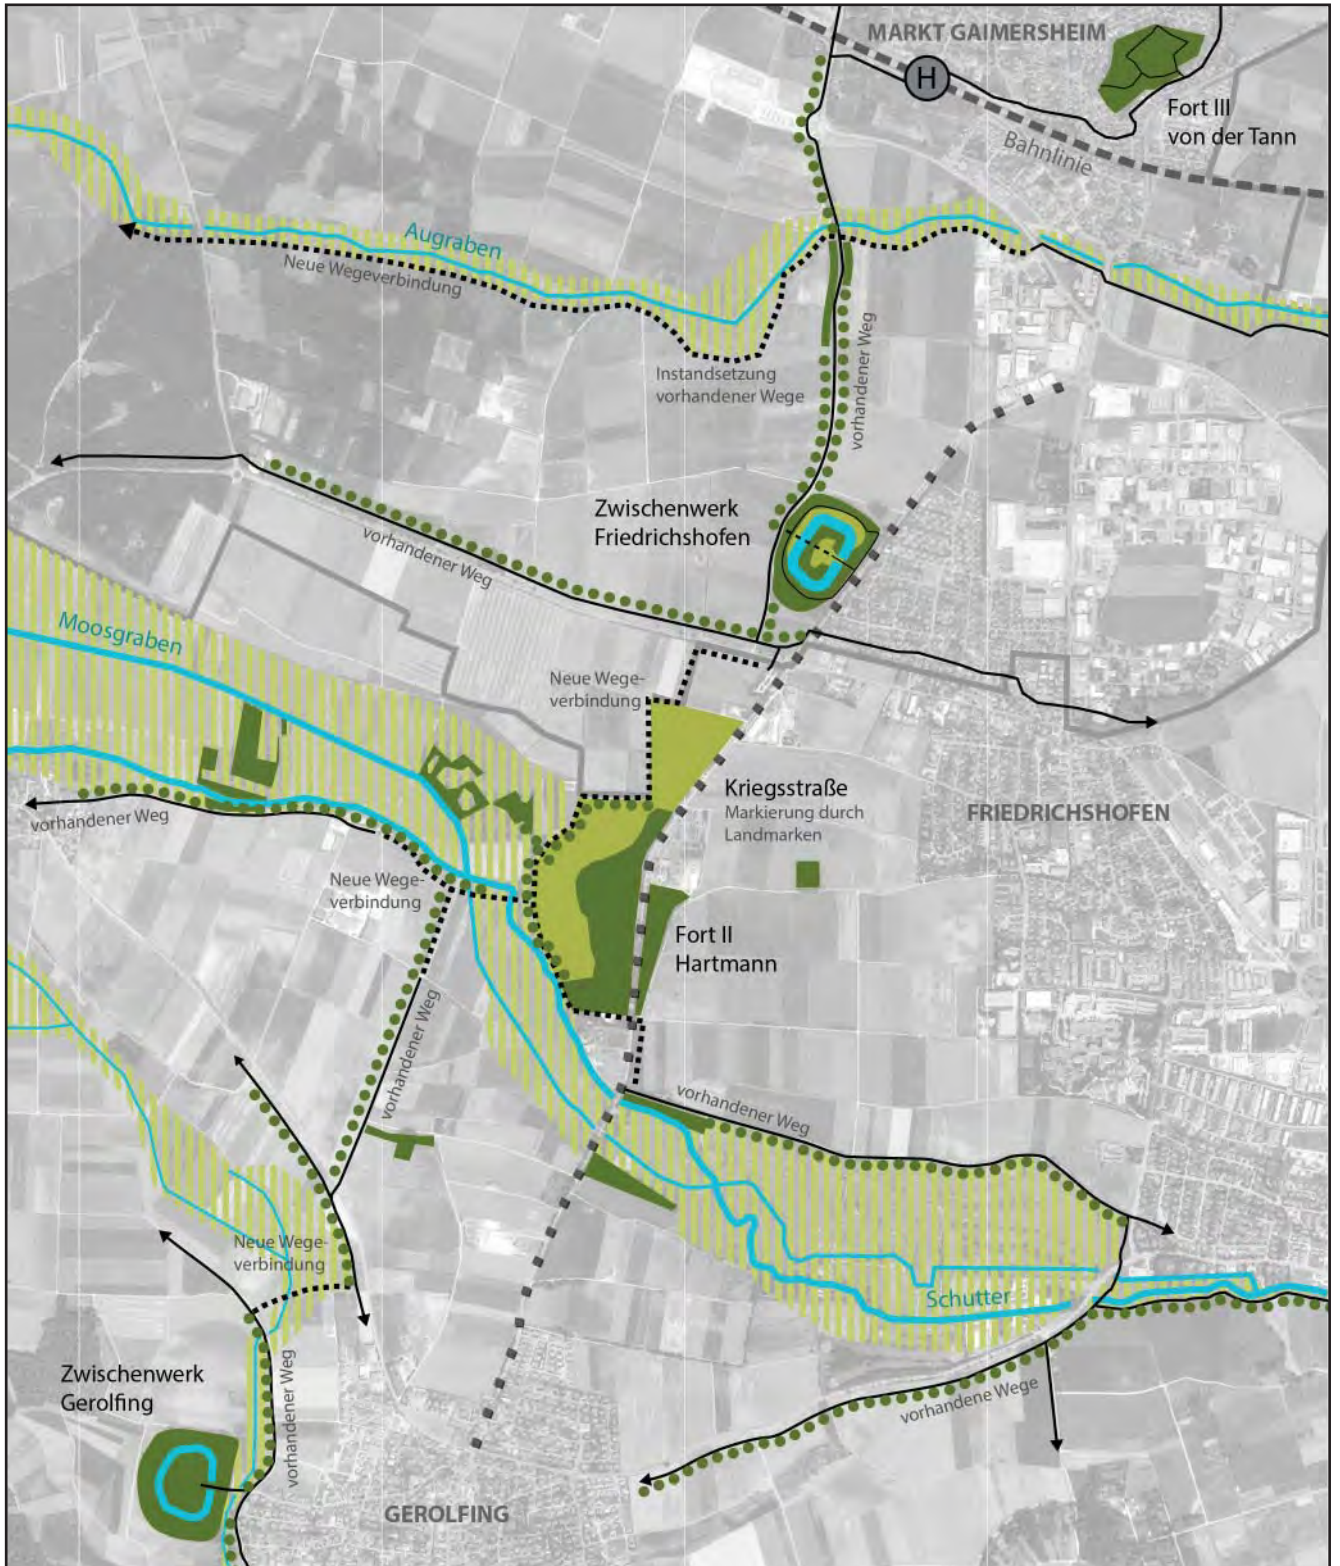 MARKT GAIMERSHEIM
H
Fort III
von der Tann
Bahnlinie
Augraben
Neue Wegeverbindung
Instandsetzung
vorhandener Wege
vorhandener Weg
Zwischenwerk
Friedrichshofen
vorhandener Weg
Moosgraben
Neue Wege-
verbindung
Kriegsstraße
Markierung durch
Landmarken
FRIEDRICHSHOFEN
vorhandener Weg
Neue Wege-
verbindung
Fort II
Hartmann
vorhandener Weg
vorhandener Weg
Neue Wege-
verbindung
Schutter
Zwischenwerk
Gerolfing
vorhandener Weg
vorhandene Wege
GEROLFING